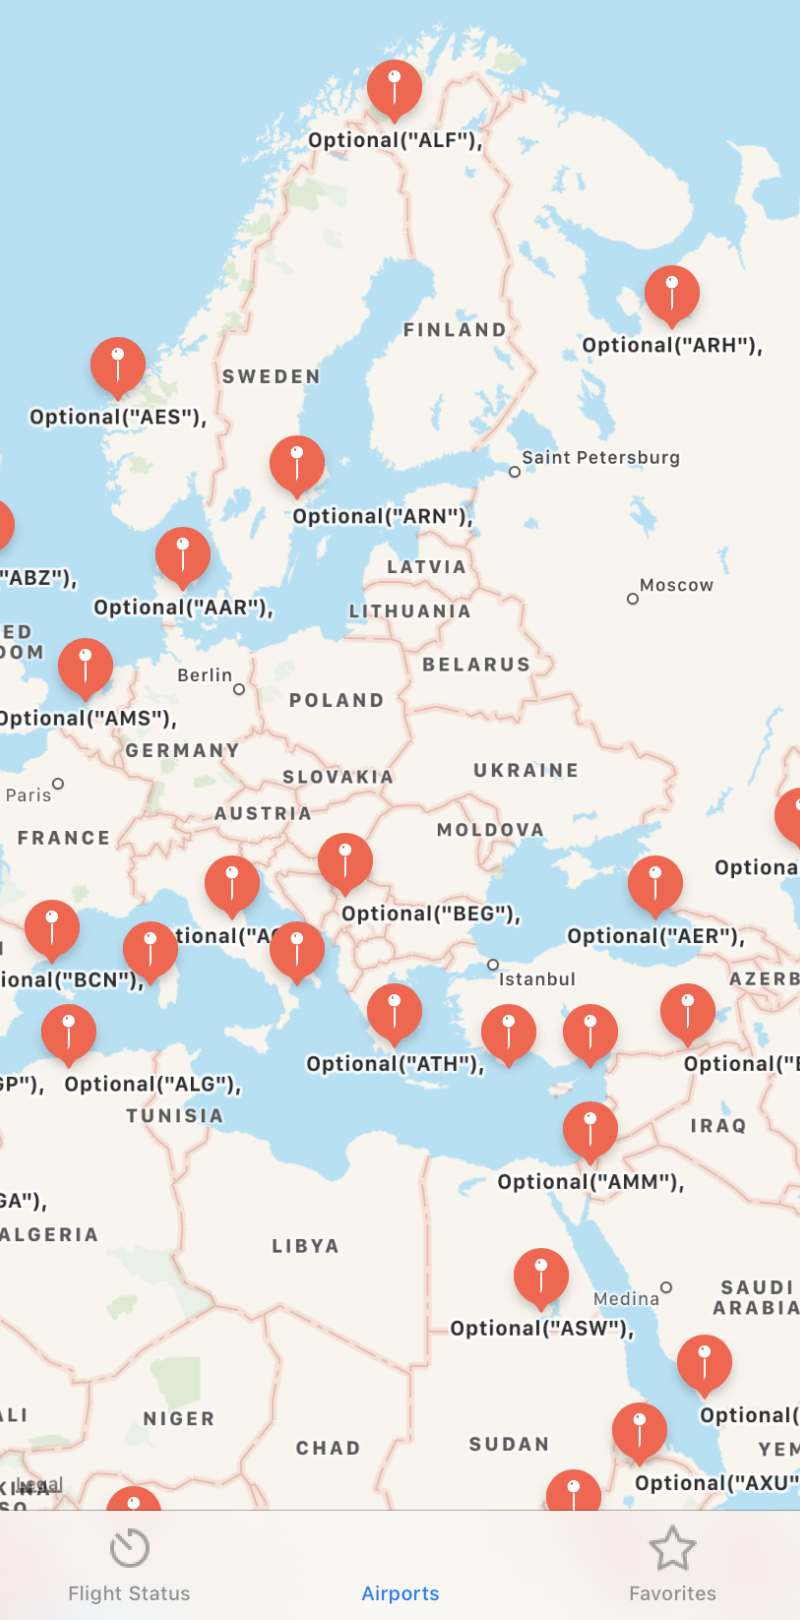 Optional("ALF"),
FINLAND
Optional("ARH"),
SWEDEN
Optional("AES"),
Saint Petersburg
Optional("ARN"),
LATVIA
"ABZ"),
Moscow
Optional("AAR"),
LITHUANIA
ED
DOM
BELARUS
Berlin
POLAND
Optional("AMS"),
GERMANY
UKRAINE
SLOVAKIA
Paris
AUSTRIA
MOLDOVA
FRANCE
Optiona
Optional("BEG"),
tional("A
Optional("AER"),
ional("BCN"),
Istanbul
AZERB
Optional("ATH"),
Optional("
GP"),
Optional("ALG"),
TUNISIA
IRAQ
Optional("AMM"),
GA"),
ALGERIA
LIBYA
Medina
SAUDI
ARABIA
Optional("ASW"),
Optional(
ALI
NIGER
CHAD
SUDAN
YEM
Optional("AXU"
Legal
SO
Flight Status
Airports
Favorites